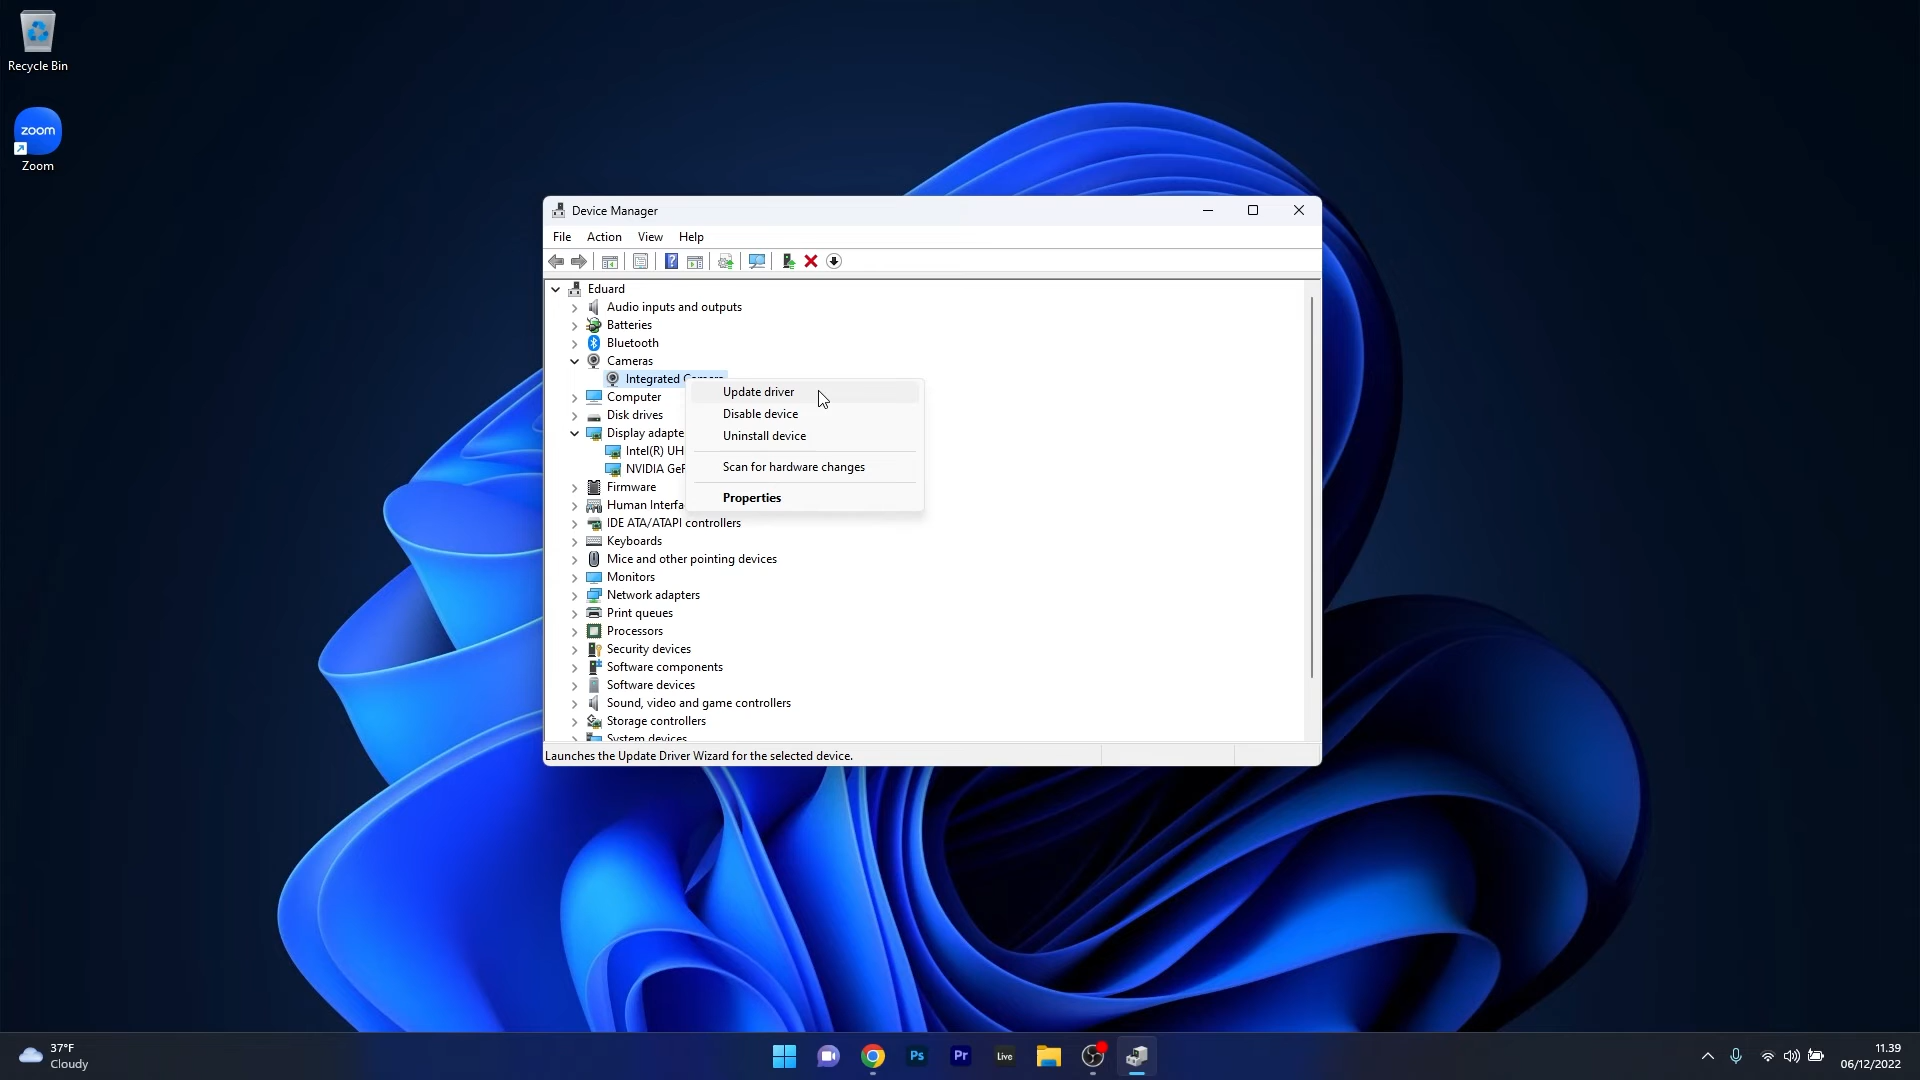 Recycle Bin
zoom
Zoom
Device Manager
File Action View Help
Eduard
Audio inputs and outputs
Batteries
Bluetooth
Cameras
Integrated
Computer
Disk drives
Display adapte
Intel(R) UH
NVIDIA GeF
Firmware
Human Interfa
IDE ATA/ATAPI controllers
Keyboards
Mice and other pointing devices
Monitors
Network adapters
Print queues
Processors
Security devices
Software components
Software devices
Sound, video and game controllers
Storage controllers
System devices
Update driver
Disable device
Uninstall device
Scan for hardware changes
Properties
Launches the Update Driver Wizard for the selected device.
37°F
Cloudy
Ps
Pr
Live
11.39
06/12/2022